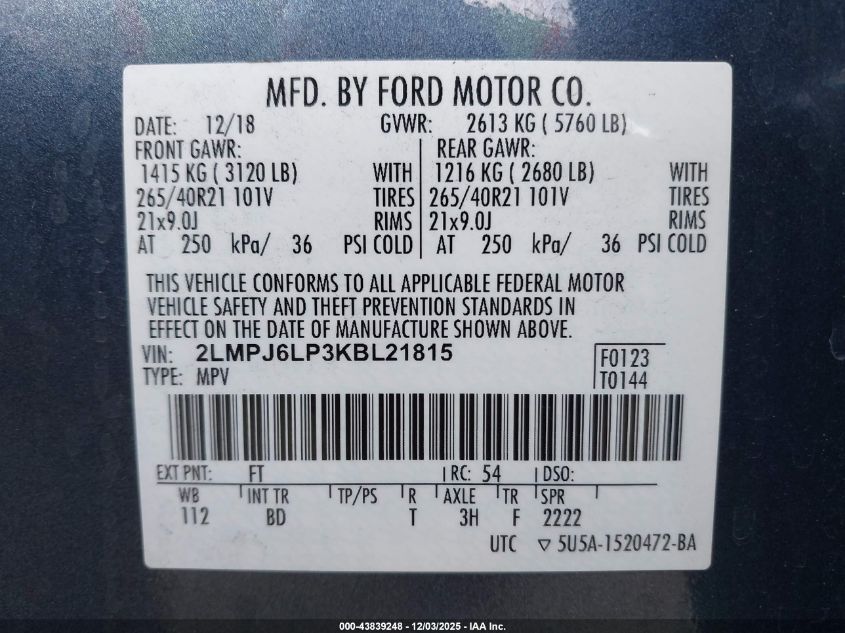 MFD. BY FORD MOTOR CO.
DATE: 12/18 GVWR: 2613 KG ( 5760 LB)
FRONT GAWR: REAR GAWR:
1415 KG ( 3120 LB) WITH 1216 KG ( 2680 LB) WITH
265/40R21 101V TIRES 265/40R21 101V TIRES
21x9.0J RIMS 21x9.0J RIMS
AT 250 kPa/ 36 PSI COLD AT 250 kPa/ 36 PSI COLD
THIS VEHICLE CONFORMS TO ALL APPLICABLE FEDERAL MOTOR
VEHICLE SAFETY AND THEFT PREVENTION STANDARDS IN
EFFECT ON THE DATE OF MANUFACTURE SHOWN ABOVE.
VIN: 2LMPJ6LP3KBL21815 F0123
TYPE: MPV T0144
EXT PNT: FT RC: 54 DSO:
WB INT TR TP/PS R AXLE TR SPR
112 BD T 3H F 2222
UTC ▽ 5U5A-1520472-BA
000-43839248 - 12/03/2025 - IAA Inc.